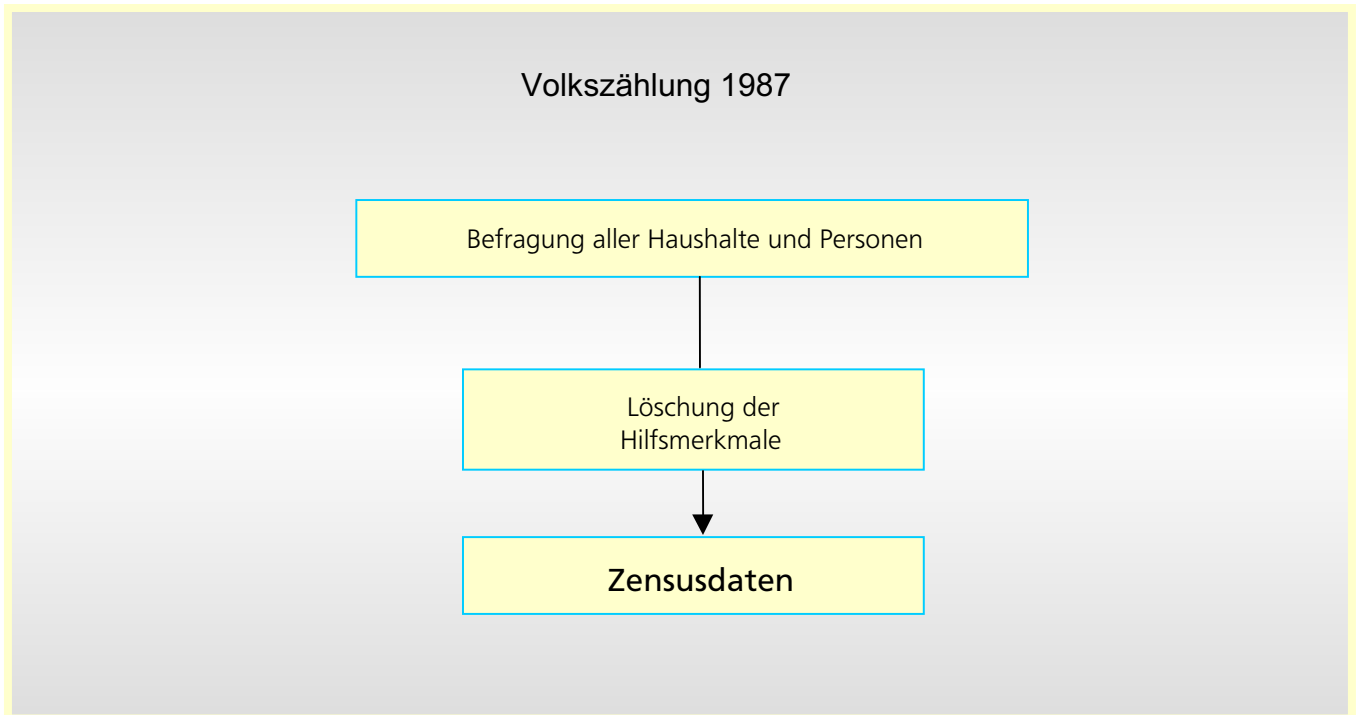 Volkszählung 1987
Befragung aller Haushalte und Personen
Löschung der
Hilfsmerkmale
Zensusdaten